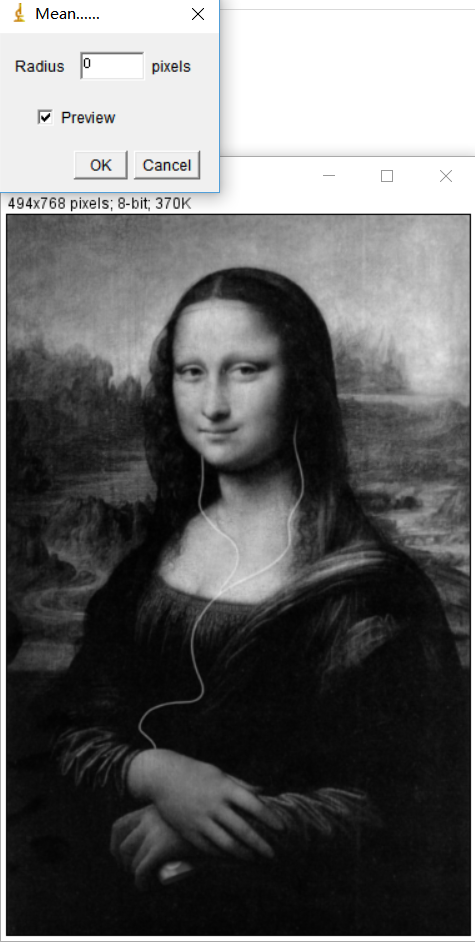 Mean......
Radius 0 pixels
Preview
OK Cancel
494x768 pixels; 8-bit; 370K